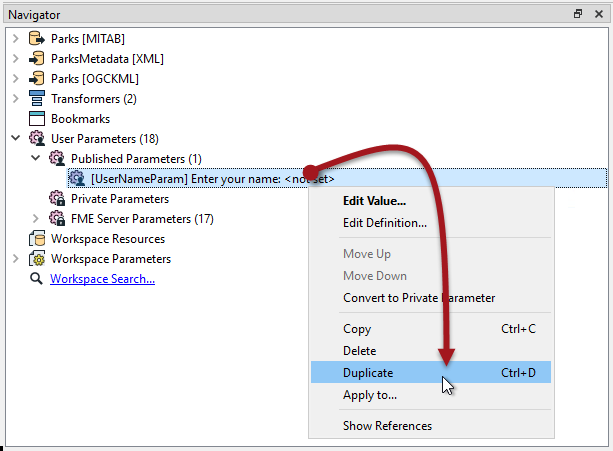 Navigator
Parks [MITAB]
ParksMetadata [XML]
Parks [OGCKML]
Transformers (2)
Bookmarks
User Parameters (18)
Published Parameters (1)
[UserNameParam] Enter your name: <not set>
Private Parameters
FME Server Parameters (17)
Workspace Resources
Workspace Parameters
Workspace Search...
Edit Value...
Edit Definition...
Move Up
Move Down
Convert to Private Parameter
Copy Ctrl+C
Delete
Duplicate Ctrl+D
Apply to...
Show References